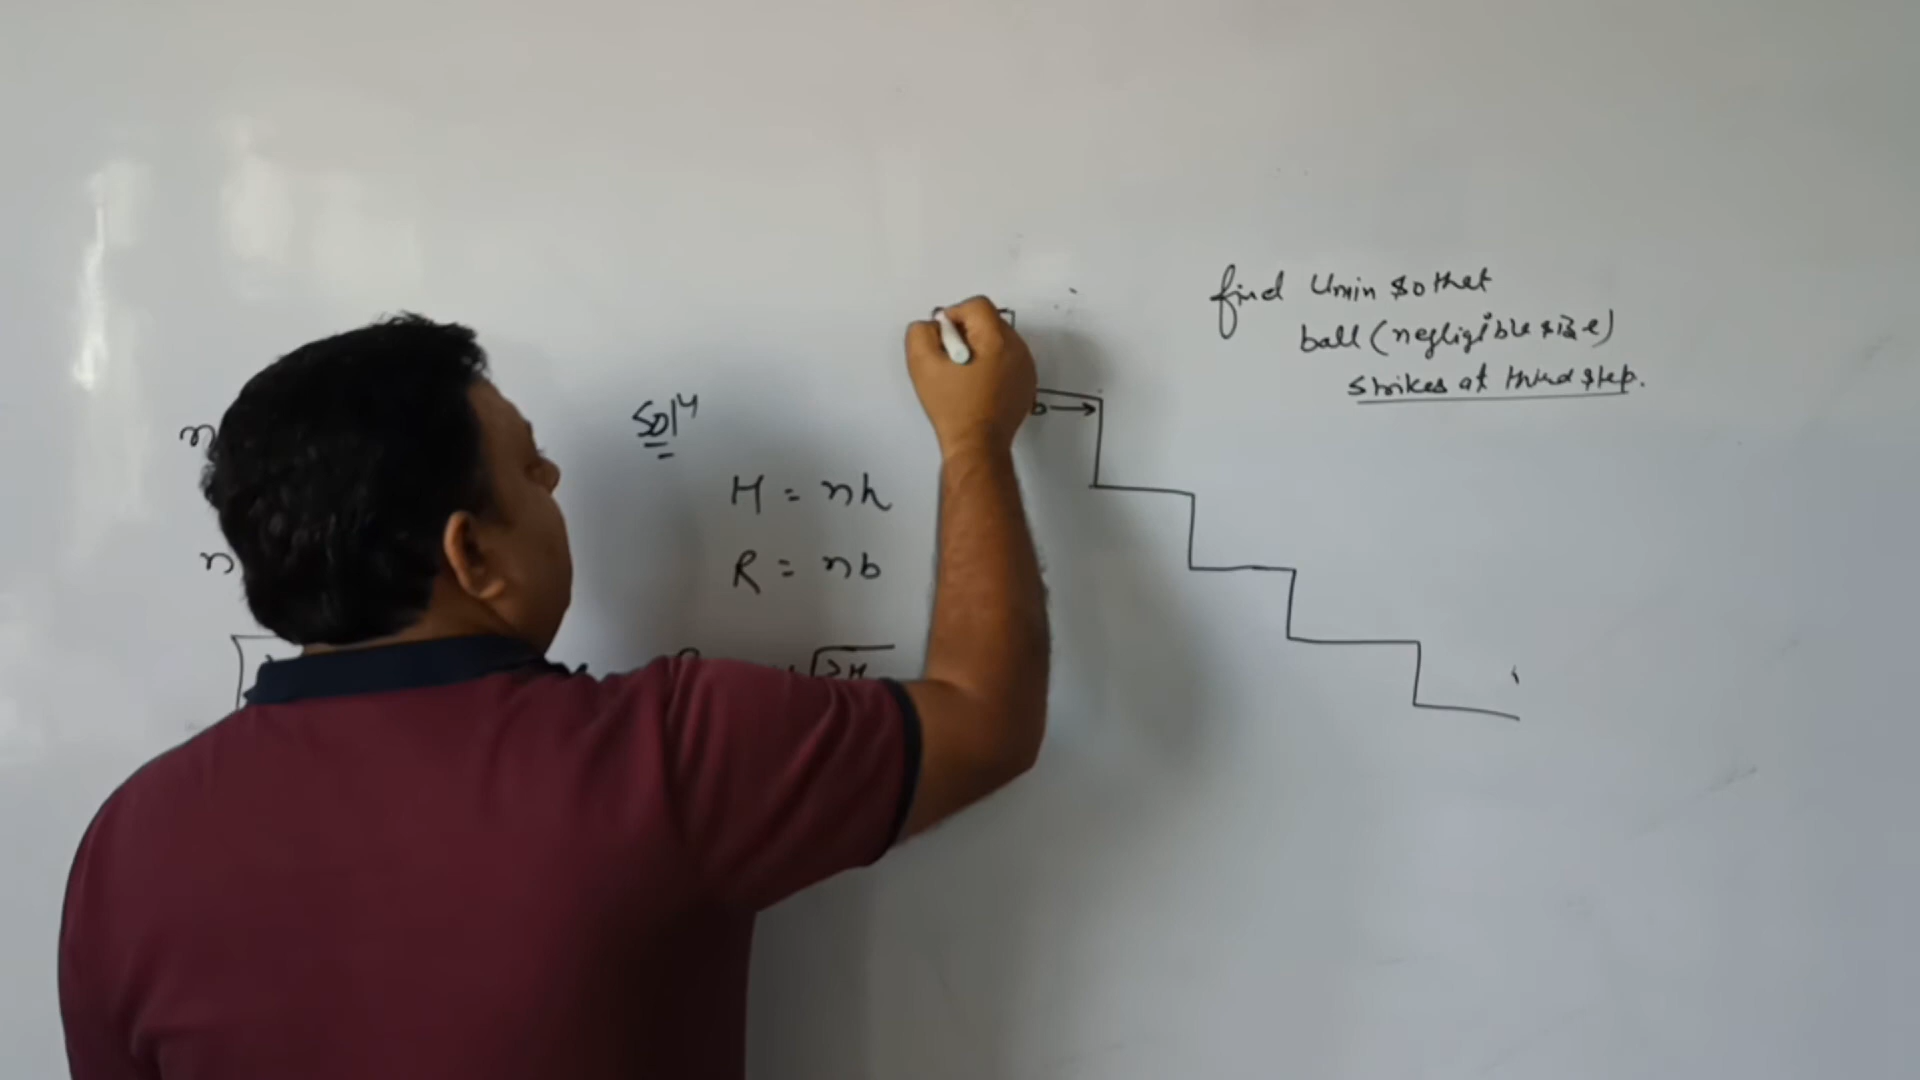 find Umin so that
ball (negligible size)
strikes at third step.
b
Solⁿ
n
H = nh
n
R = nb
√2H